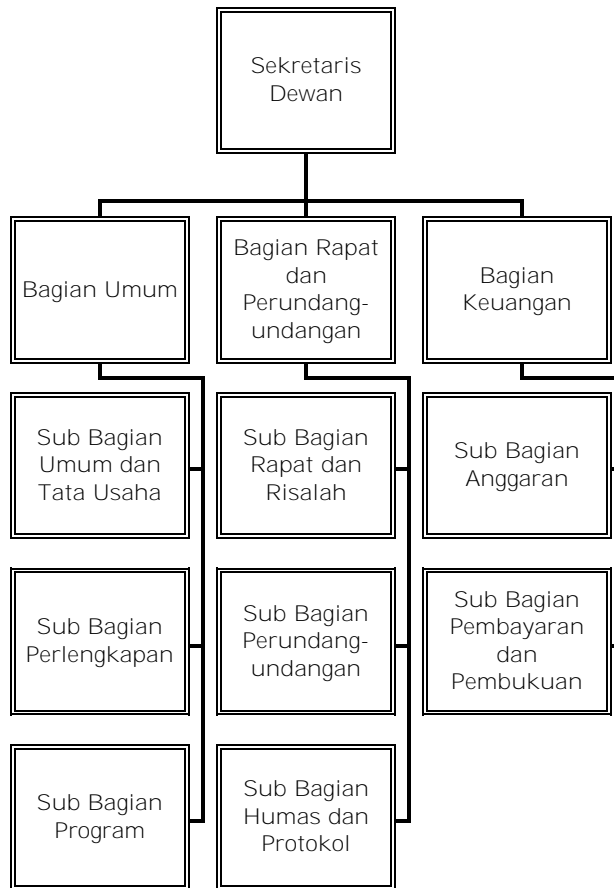 Sekretaris
Dewan
Bagian Umum
Bagian Rapat
dan
Perundang-
undangan
Bagian
Keuangan
Sub Bagian
Umum dan
Tata Usaha
Sub Bagian
Rapat dan
Risalah
Sub Bagian
Anggaran
Sub Bagian
Perlengkapan
Sub Bagian
Perundang-
undangan
Sub Bagian
Pembayaran
dan
Pembukuan
Sub Bagian
Program
Sub Bagian
Humas dan
Protokol